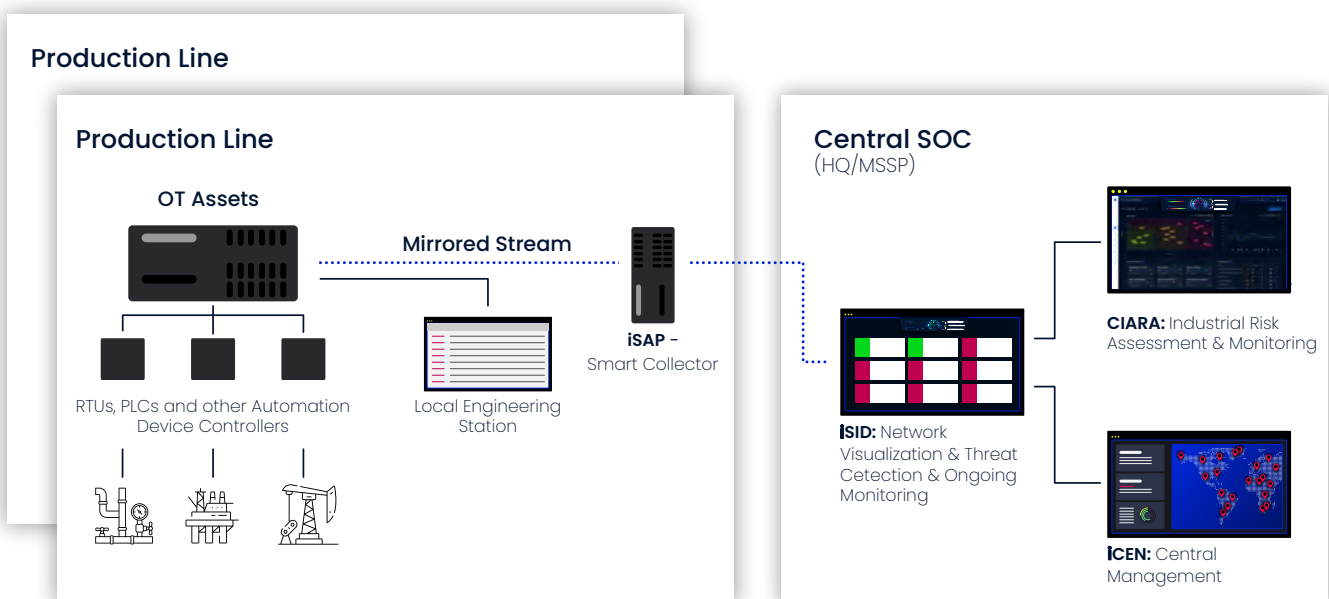 Production Line
Production Line
OT Assets
Mirrored Stream
iSAP -
Smart Collector
RTUs, PLCs and other Automation
Device Controllers
Local Engineering
Station
Central SOC
(HQ/MSSP)
iSID: Network
Visualization & Threat
Cetection & Ongoing
Monitoring
CIARA: Industrial Risk
Assessment & Monitoring
iCEN: Central
Management